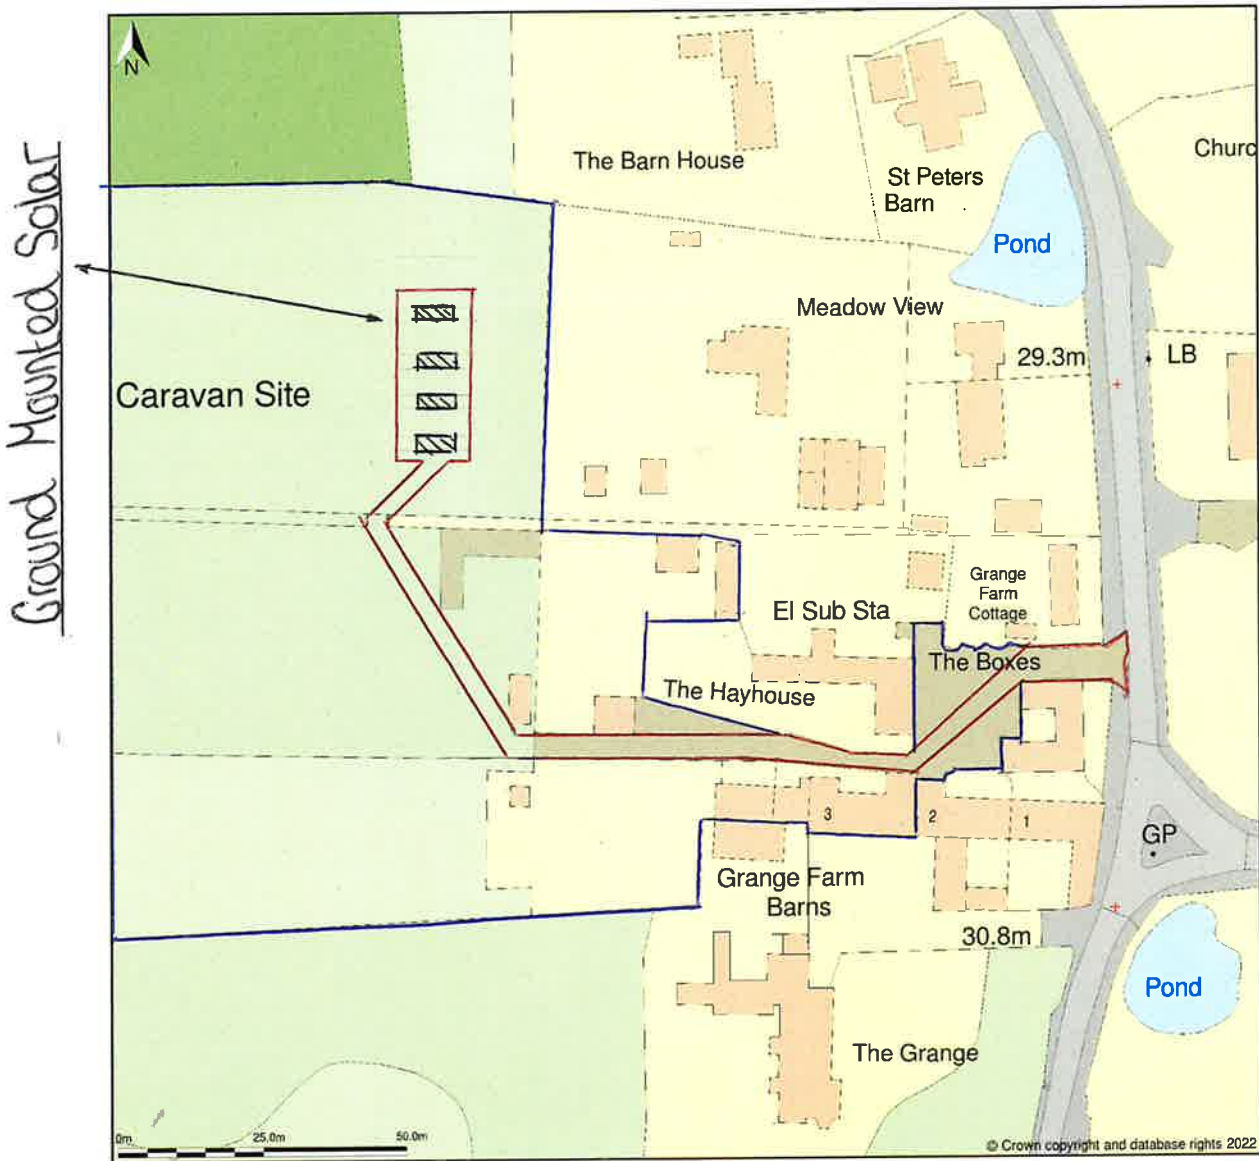 Ground Mounted Solar
N
The Barn House
St Peters
Barn
Churc
Pond
Meadow View
29.3m
LB
Caravan Site
El Sub Sta
Grange
Farm
Cottage
The Boxes
The Hayhouse
3
2
1
GP
Grange Farm
Barns
30.8m
Pond
The Grange
0m
25.0m
50.0m
© Crown copyright and database rights 2022